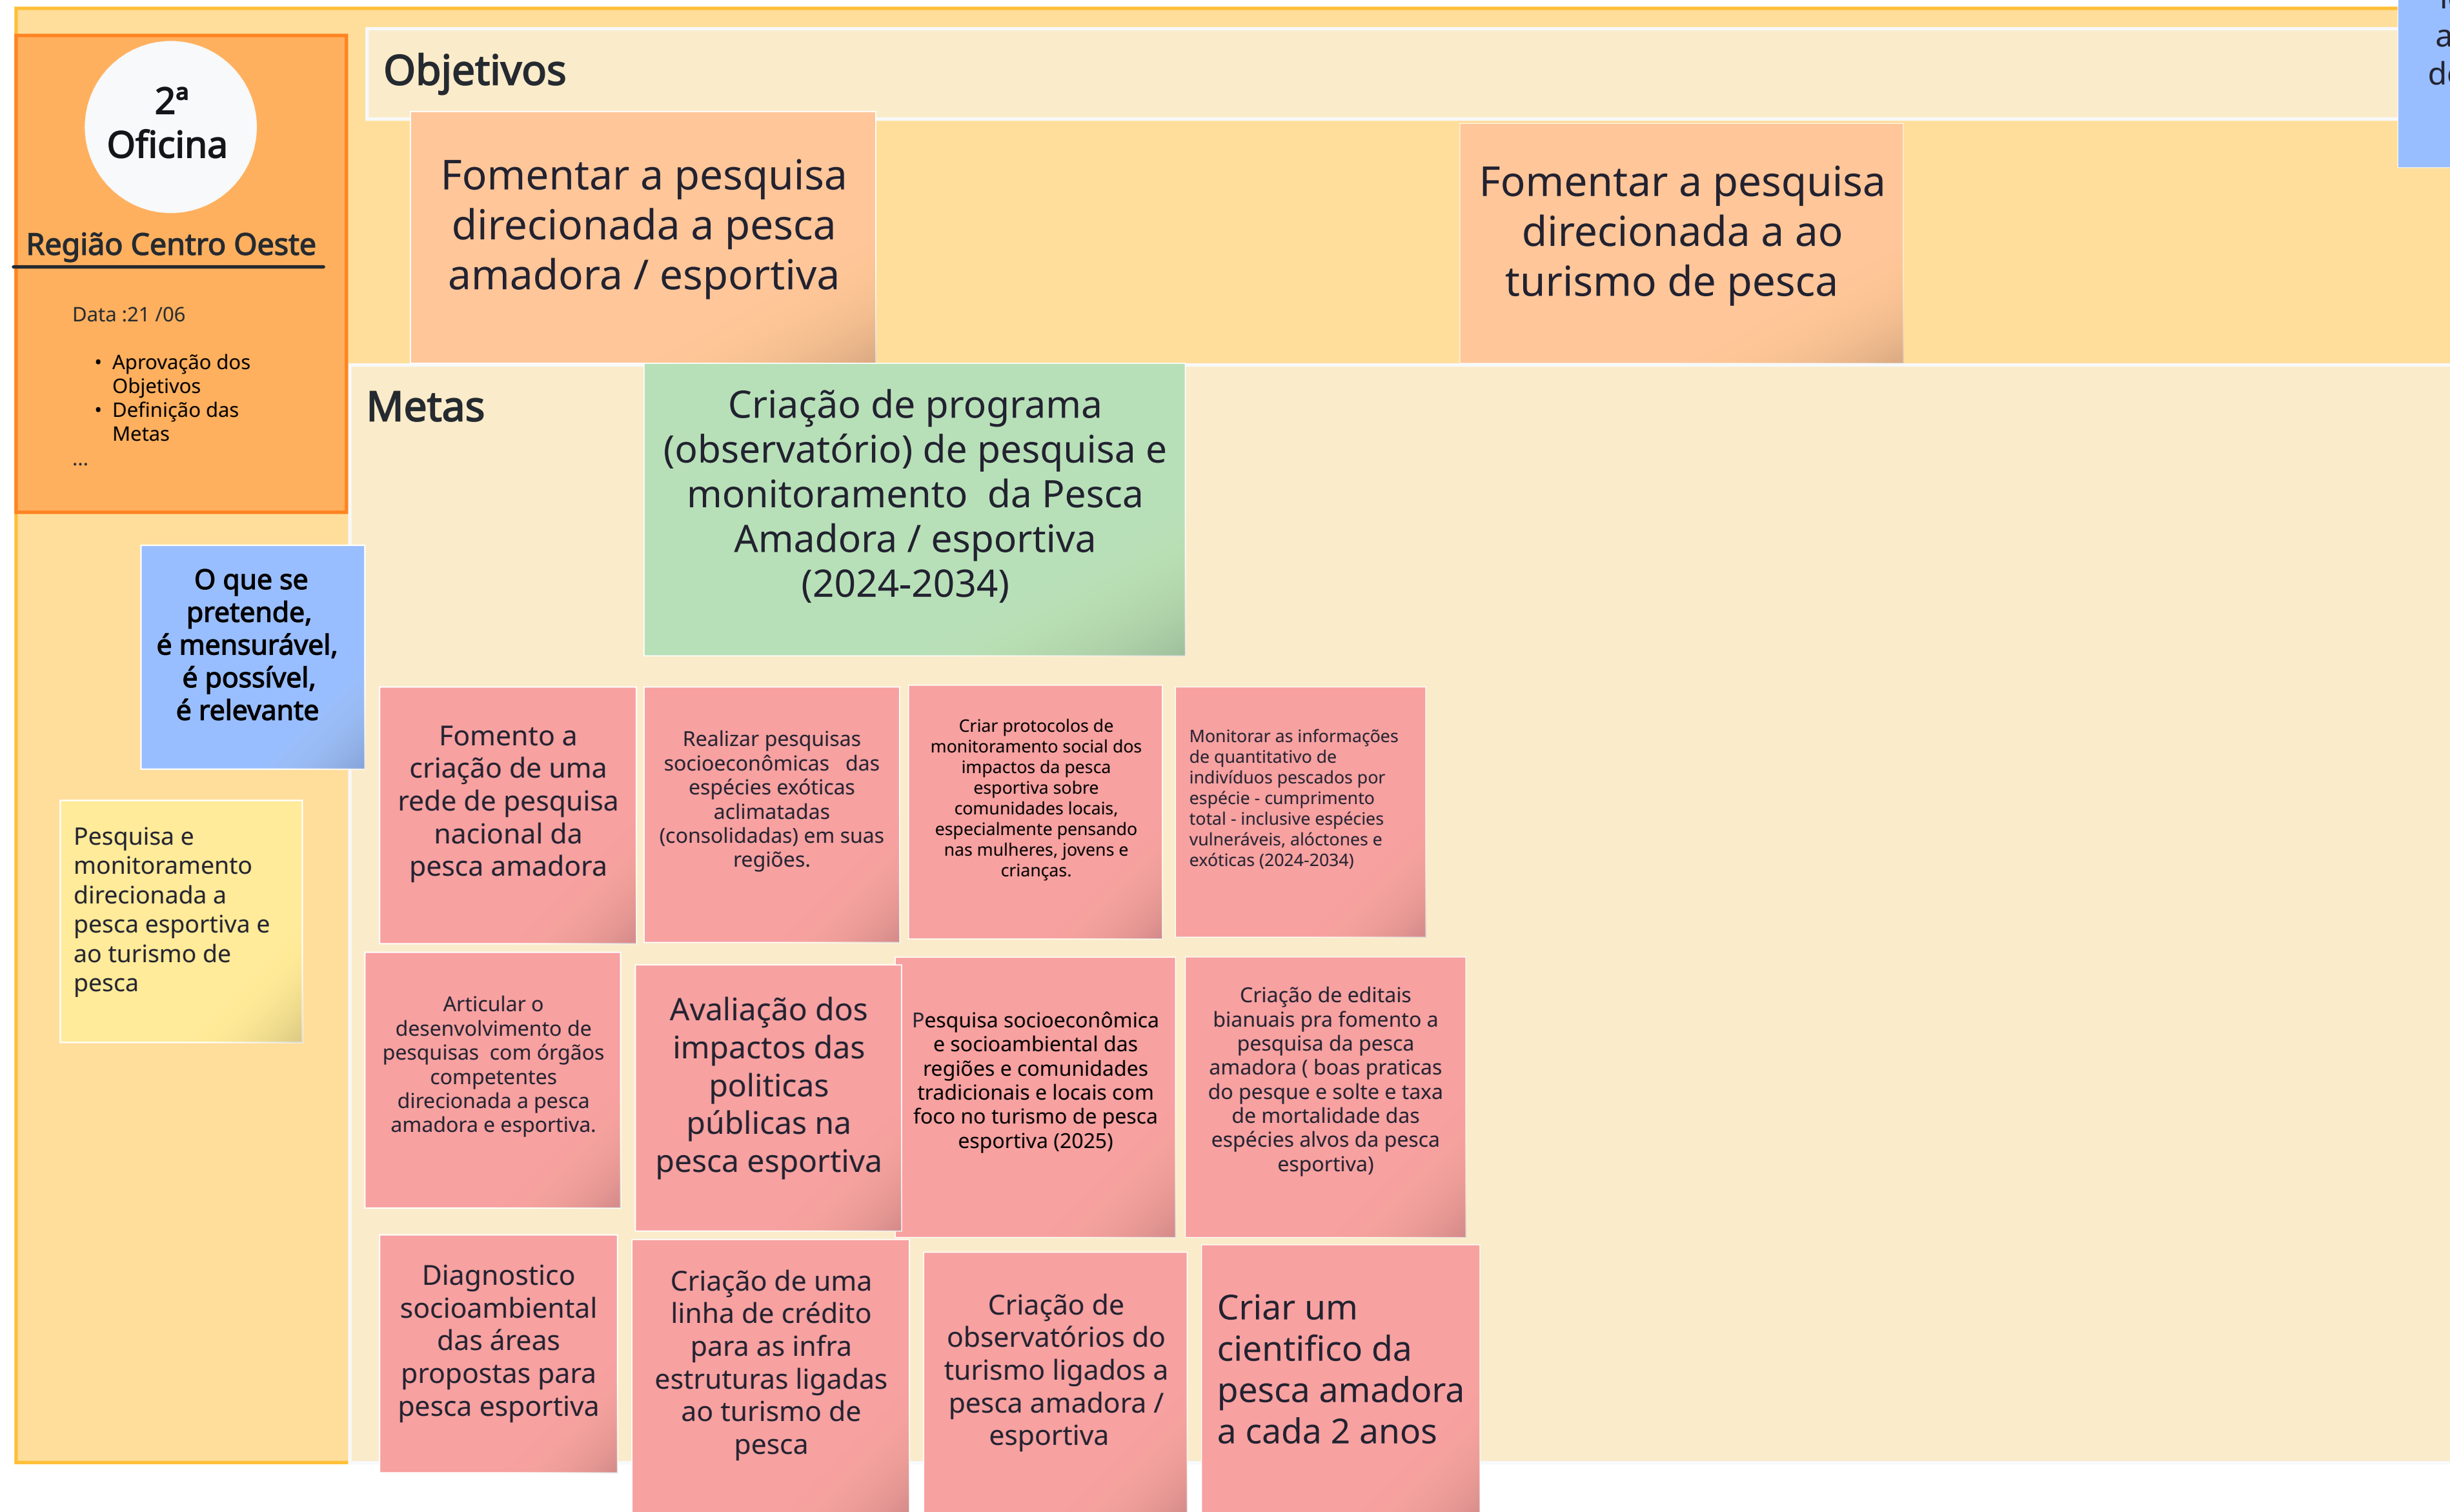 2ª
Oficina
Região Centro Oeste
Data :21 /06
• Aprovação dos
Objetivos
• Definição das
Metas
...
O que se
pretende,
é mensurável,
é possível,
é relevante
Pesquisa e
monitoramento
direcionada a
pesca esportiva e
ao turismo de
pesca
Objetivos
Fomentar a pesquisa
direcionada a pesca
amadora / esportiva
Fomentar a pesquisa
direcionada a ao
turismo de pesca
Metas
Criação de programa
(observatório) de pesquisa e
monitoramento da Pesca
Amadora / esportiva
(2024-2034)
Fomento a
criação de uma
rede de pesquisa
nacional da
pesca amadora
Realizar pesquisas
socioeconômicas das
espécies exóticas
aclimatadas
(consolidadas) em suas
regiões.
Criar protocolos de
monitoramento social dos
impactos da pesca
esportiva sobre
comunidades locais,
especialmente pensando
nas mulheres, jovens e
crianças.
Monitorar as informações
de quantitativo de
indivíduos pescados por
espécie - cumprimento
total - inclusive espécies
vulneráveis, alóctones e
exóticas (2024-2034)
Articular o
desenvolvimento de
pesquisas com órgãos
competentes
direcionada a pesca
amadora e esportiva.
Avaliação dos
impactos das
politicas
públicas na
pesca esportiva
Pesquisa socioeconômica
e socioambiental das
regiões e comunidades
tradicionais e locais com
foco no turismo de pesca
esportiva (2025)
Criação de editais
bianuais pra fomento a
pesquisa da pesca
amadora ( boas praticas
do pesque e solte e taxa
de mortalidade das
espécies alvos da pesca
esportiva)
Diagnostico
socioambiental
das áreas
propostas para
pesca esportiva
Criação de uma
linha de crédito
para as infra
estruturas ligadas
ao turismo de
pesca
Criação de
observatórios do
turismo ligados a
pesca amadora /
esportiva
Criar um
cientifico da
pesca amadora
a cada 2 anos